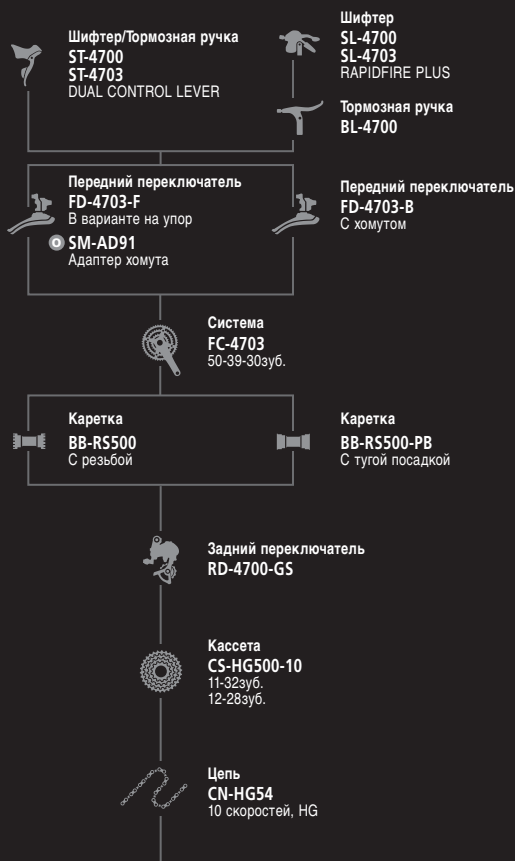 Шифтер/Тормозная ручка
ST-4700
ST-4703
DUAL CONTROL LEVER
Шифтер
SL-4700
SL-4703
RAPIDFIRE PLUS
Тормозная ручка
BL-4700
Передний переключатель
FD-4703-F
В варианте на упор
O SM-AD91
Адаптер хомута
Передний переключатель
FD-4703-B
С хомутом
Система
FC-4703
50-39-30зуб.
Каретка
BB-RS500
С резьбой
Каретка
BB-RS500-PB
С тугой посадкой
Задний переключатель
RD-4700-GS
Кассета
CS-HG500-10
11-32зуб.
12-28зуб.
Цепь
CN-HG54
10 скоростей, HG